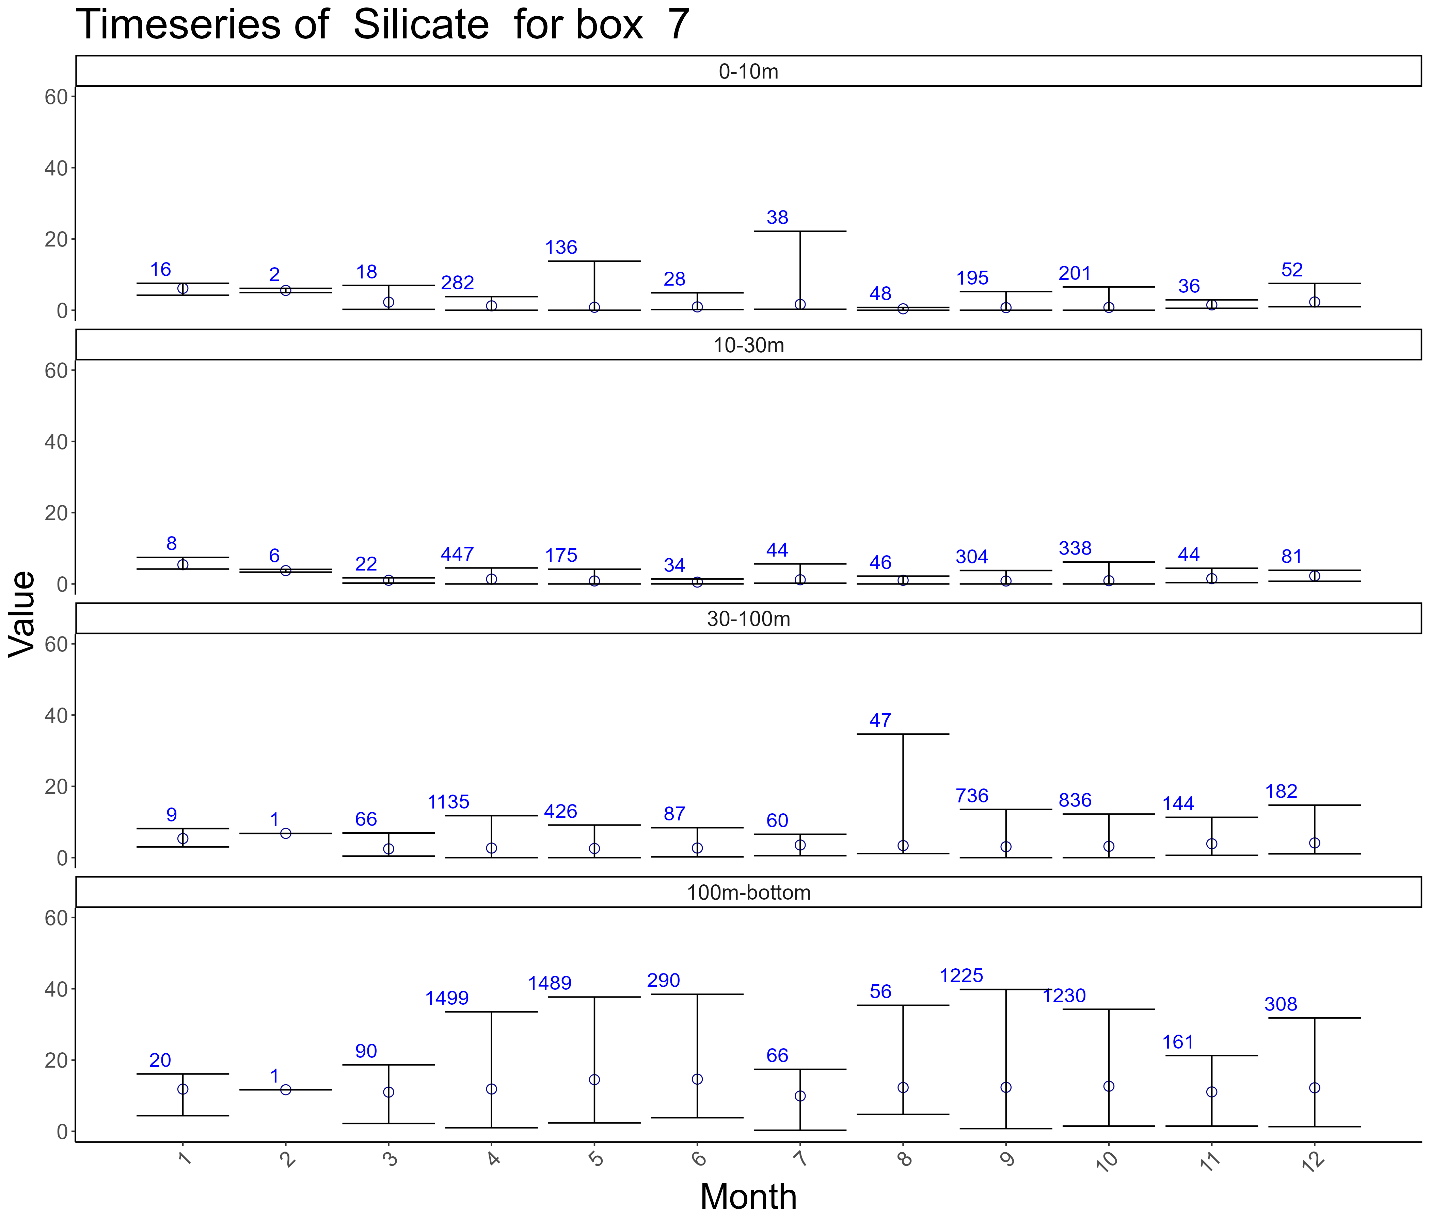 Timeseries of  Silicate  for box  7
0-10m
60
40
20
0
16 2 18 282 136 28 38 48 195 201 36 52
10-30m
60
40
20
0
8 6 22 447 175 34 44 46 304 338 44 81
30-100m
60
40
20
0
9 1 66 1135 426 87 60 47 736 836 144 182
100m-bottom
60
40
20
0
20 1 90 1499 1489 290 66 56 1225 1230 161 308
1 2 3 4 5 6 7 8 9 10 11 12
Month
Value